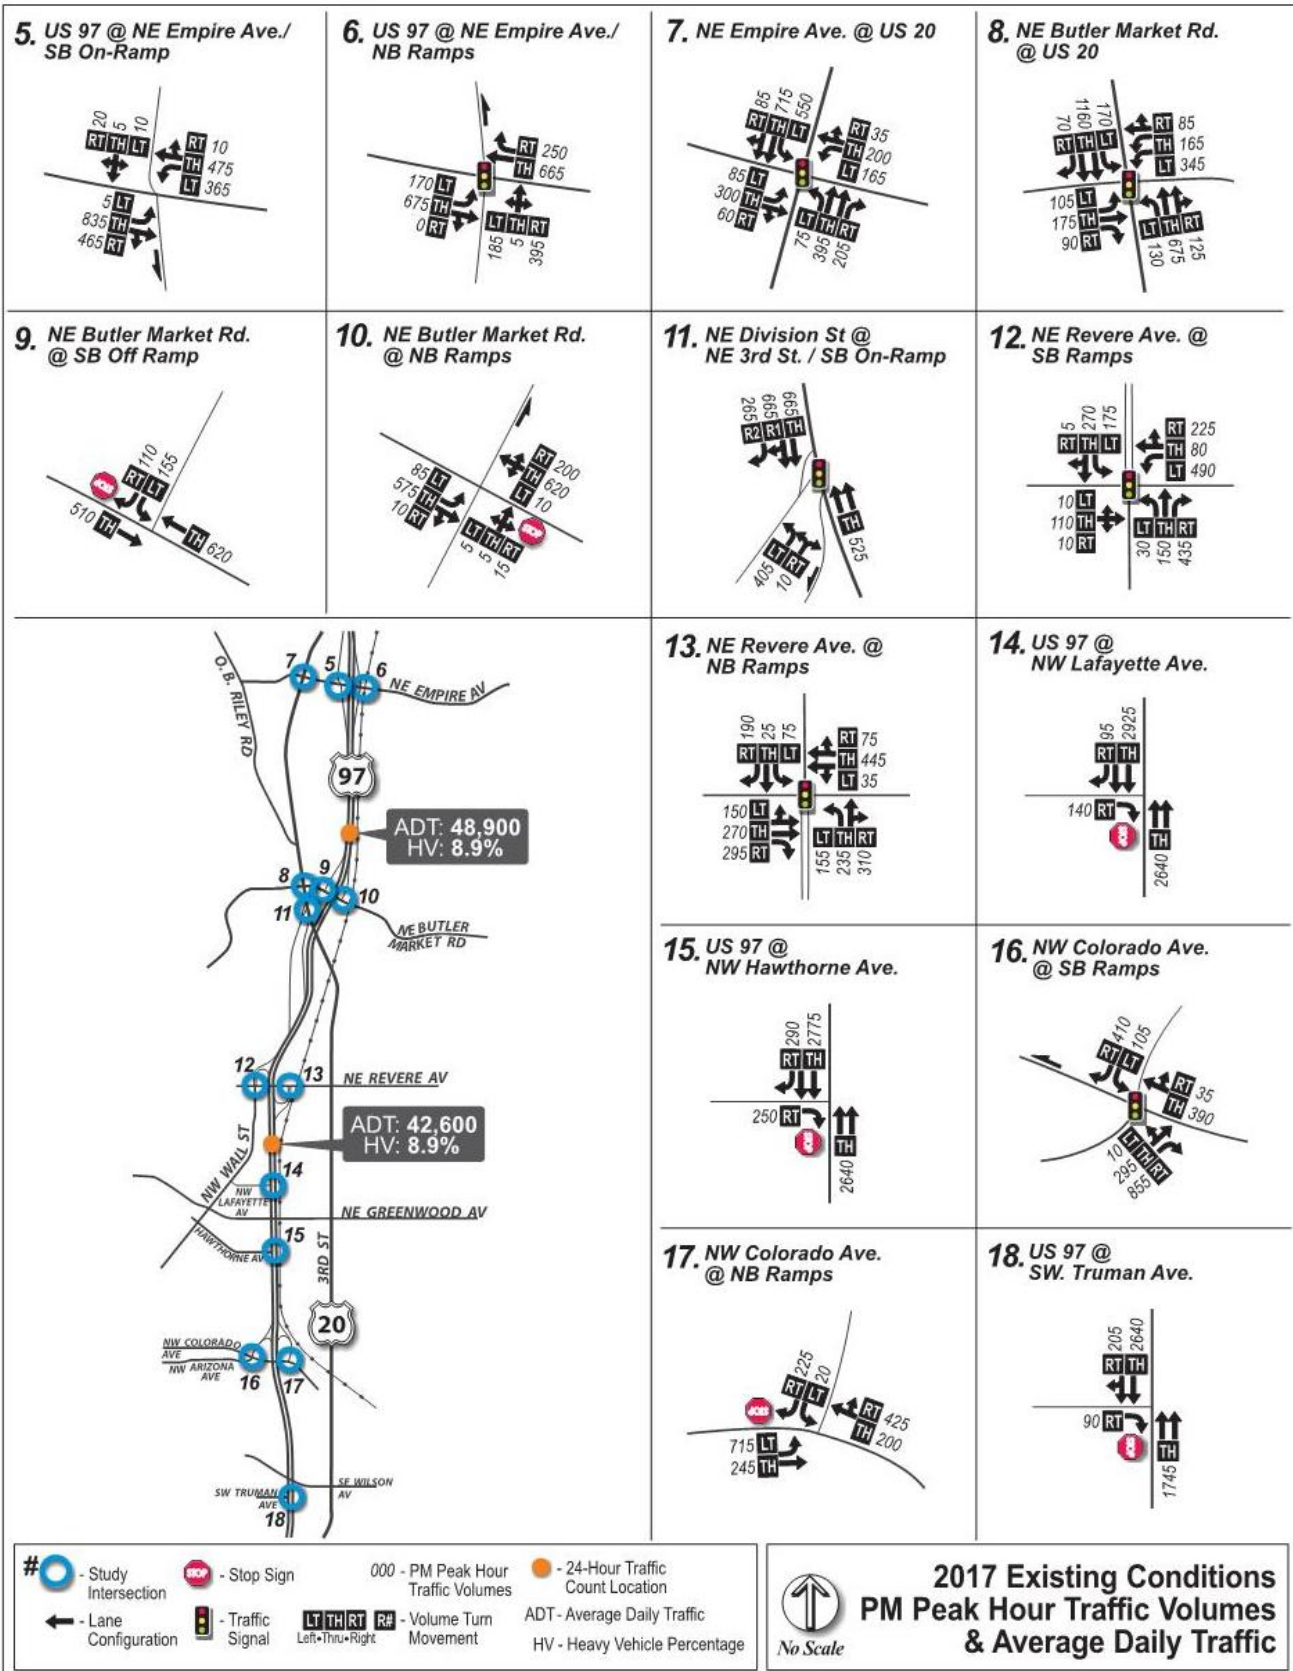 5. US 97 @ NE Empire Ave./
SB On-Ramp
20 5 10
RT TH LT
RT 10
TH 475
LT 365
5 LT
835 TH
465 RT
6. US 97 @ NE Empire Ave./
NB Ramps
RT 250
TH 665
170 LT
675 TH
0 RT
LT TH RT
185 5 395
7. NE Empire Ave. @ US 20
85 715 550
RT TH LT
RT 35
TH 200
LT 165
85 LT
300 TH
60 RT
LT TH RT
75 395 205
8. NE Butler Market Rd.
@ US 20
70 1160 170
RT TH LT
RT 85
TH 165
LT 345
105 LT
175 TH
90 RT
LT TH RT
130 675 125
9. NE Butler Market Rd.
@ SB Off Ramp
110 155
RT LT
STOP
510 TH
TH 620
10. NE Butler Market Rd.
@ NB Ramps
RT 200
TH 620
LT 10
85 LT
575 TH
10 RT
LT TH RT
5 5 15
STOP
11. NE Division St @
NE 3rd St. / SB On-Ramp
265 665 595
R2 R1 TH
LT RT
405 10
TH
525
12. NE Revere Ave. @
SB Ramps
5 270 175
RT TH LT
RT 225
TH 80
LT 490
10 LT
110 TH
10 RT
LT TH RT
30 150 435
13. NE Revere Ave. @
NB Ramps
190 25 75
RT TH LT
RT 75
TH 445
LT 35
150 LT
270 TH
295 RT
LT TH RT
155 235 310
14. US 97 @
NW Lafayette Ave.
95 2925
RT TH
140 RT
STOP
TH
2640
15. US 97 @
NW Hawthorne Ave.
290 2775
RT TH
250 RT
STOP
TH
2640
16. NW Colorado Ave.
@ SB Ramps
410 105
RT LT
RT 35
TH 390
LT TH RT
10 295 855
17. NW Colorado Ave.
@ NB Ramps
225 20
RT LT
STOP
RT 425
TH 200
715 LT
245 TH
18. US 97 @
SW. Truman Ave.
205 2640
RT TH
90 RT
STOP
TH
1745
7 5 6
O.B. RILEY RD
NE EMPIRE AV
97
ADT: 48,900
HV: 8.9%
8 9 10
11
NE BUTLER
MARKET RD
12 13
NE REVERE AV
ADT: 42,600
HV: 8.9%
NW WALL ST
14
NW
LAFAYETTE
AV
NE GREENWOOD AV
15
HAWTHORNE AV
3RD ST
20
NW COLORADO
AVE
NW ARIZONA
AVE
16 17
SE WILSON
AV
SW TRUMAN
AVE
18
# - Study
Intersection
STOP - Stop Sign
000 - PM Peak Hour
Traffic Volumes
- 24-Hour Traffic
Count Location
- Lane
Configuration
- Traffic
Signal
LT TH RT R# - Volume Turn
Movement
Left•Thru•Right
ADT - Average Daily Traffic
HV - Heavy Vehicle Percentage
No Scale
2017 Existing Conditions
PM Peak Hour Traffic Volumes
& Average Daily Traffic